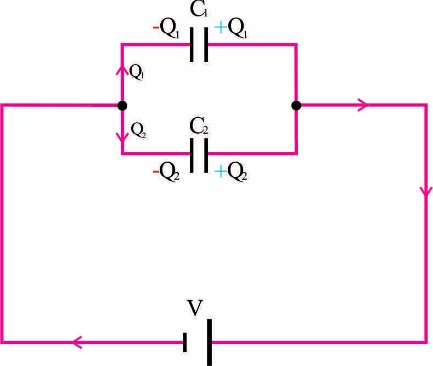 C₁
-Q₁ +Q₁
Q₁
Q₂
C₂
-Q₂ +Q₂
V